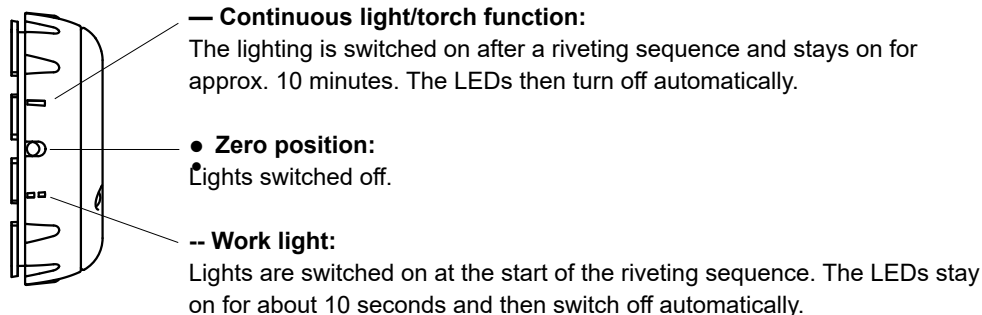 — Continuous light/torch function:
The lighting is switched on after a riveting sequence and stays on for
approx. 10 minutes. The LEDs then turn off automatically.
● Zero position:
Lights switched off.
-- Work light:
Lights are switched on at the start of the riveting sequence. The LEDs stay
on for about 10 seconds and then switch off automatically.